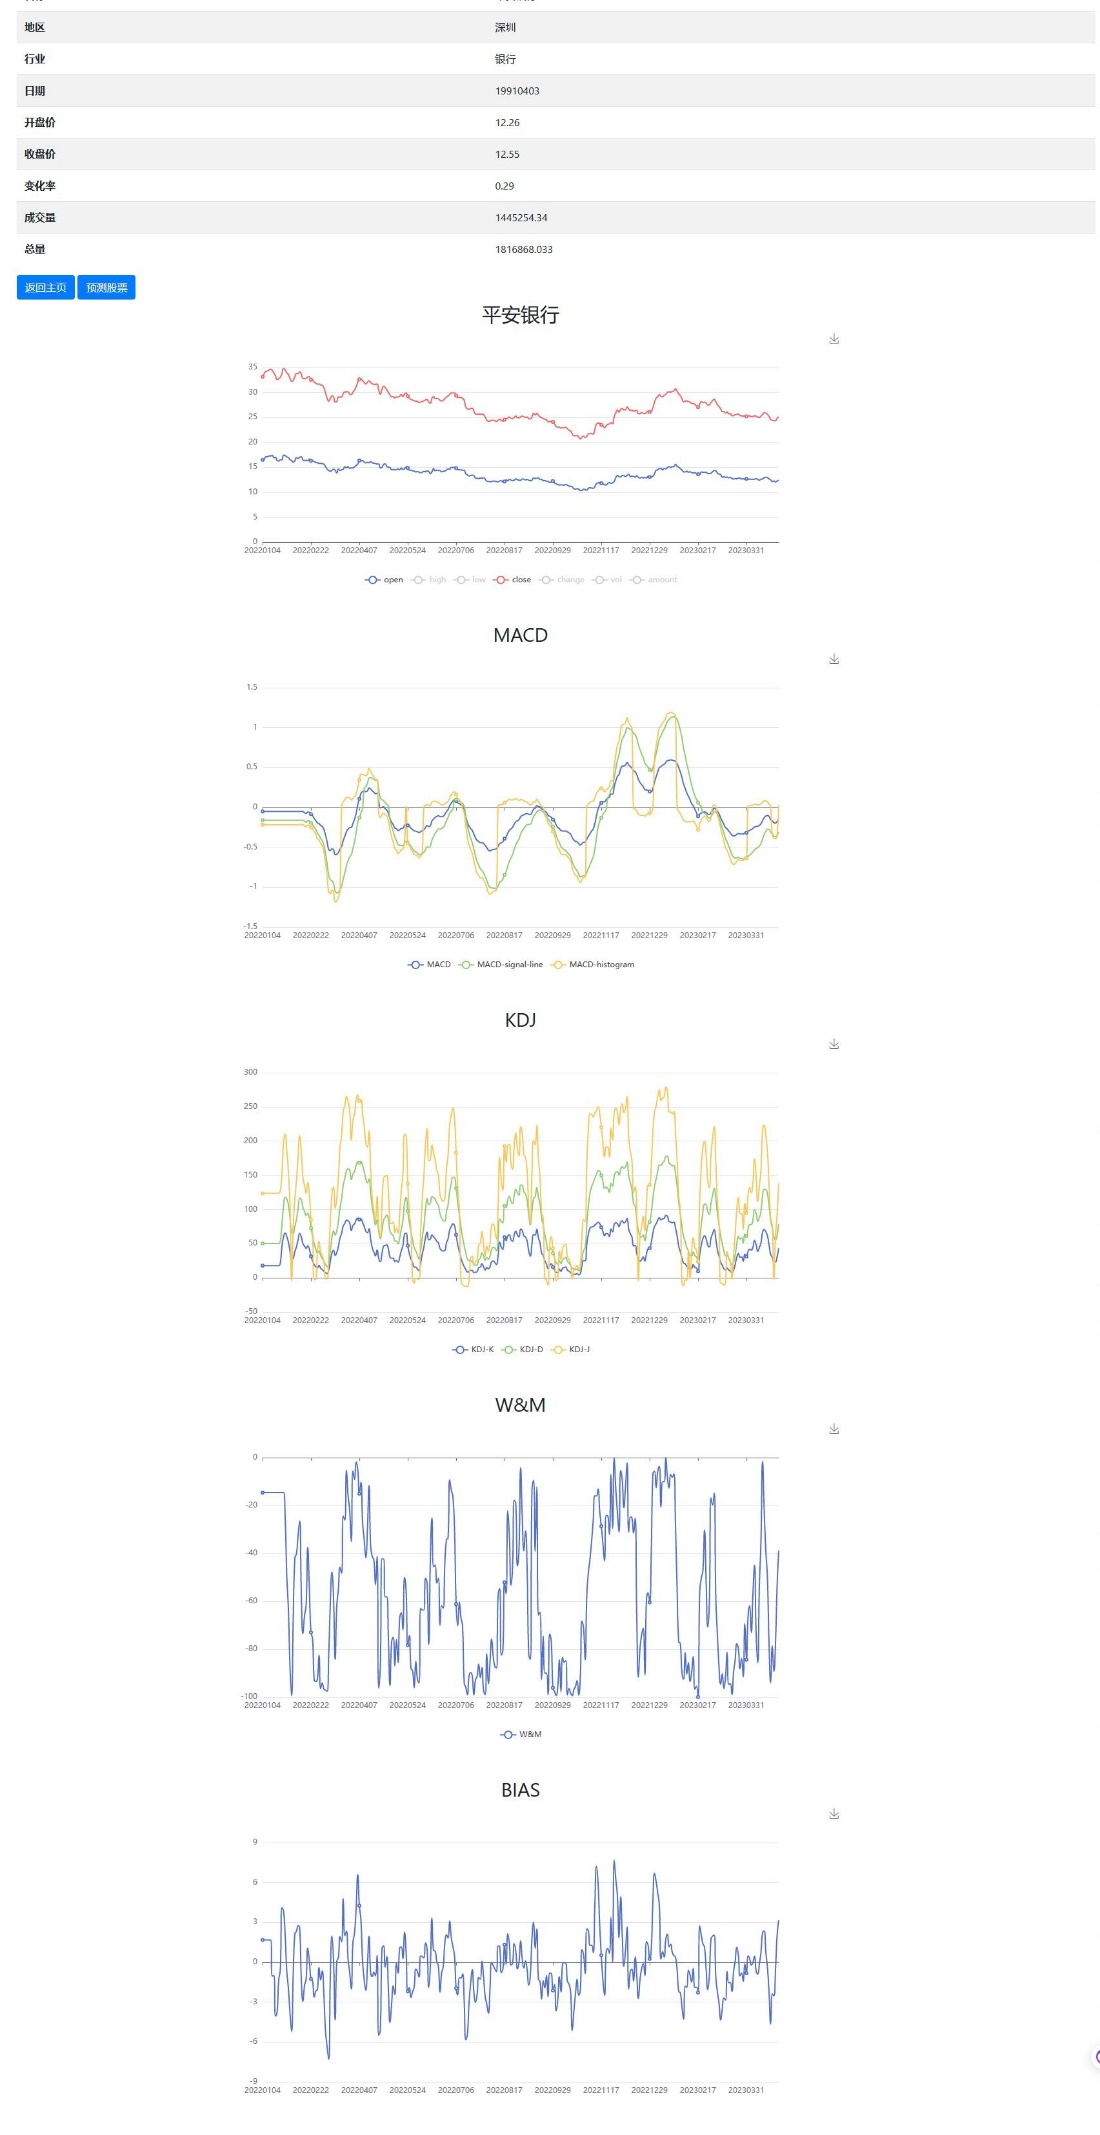 地区 深圳
行业 银行
日期 19910403
开盘价 12.26
收盘价 12.55
变化率 0.29
成交量 1445254.34
总量 1816868.033
返回主页 预测股票
平安银行
35
30
25
20
15
10
5
0
20220104 20220222 20220407 20220524 20220706 20220817 20220929 20221117 20221229 20230217 20230331
open high low close change vol amount
MACD
1.5
1
0.5
0
-0.5
-1
-1.5
20220104 20220222 20220407 20220524 20220706 20220817 20220929 20221117 20221229 20230217 20230331
MACD MACD-signal-line MACD-histogram
KDJ
300
250
200
150
100
50
0
-50
20220104 20220222 20220407 20220524 20220706 20220817 20220929 20221117 20221229 20230217 20230331
KDJ-K KDJ-D KDJ-J
W&M
0
-20
-40
-60
-80
-100
20220104 20220222 20220407 20220524 20220706 20220817 20220929 20221117 20221229 20230217 20230331
W&M
BIAS
9
6
3
0
-3
-6
-9
20220104 20220222 20220407 20220524 20220706 20220817 20220929 20221117 20221229 20230217 20230331